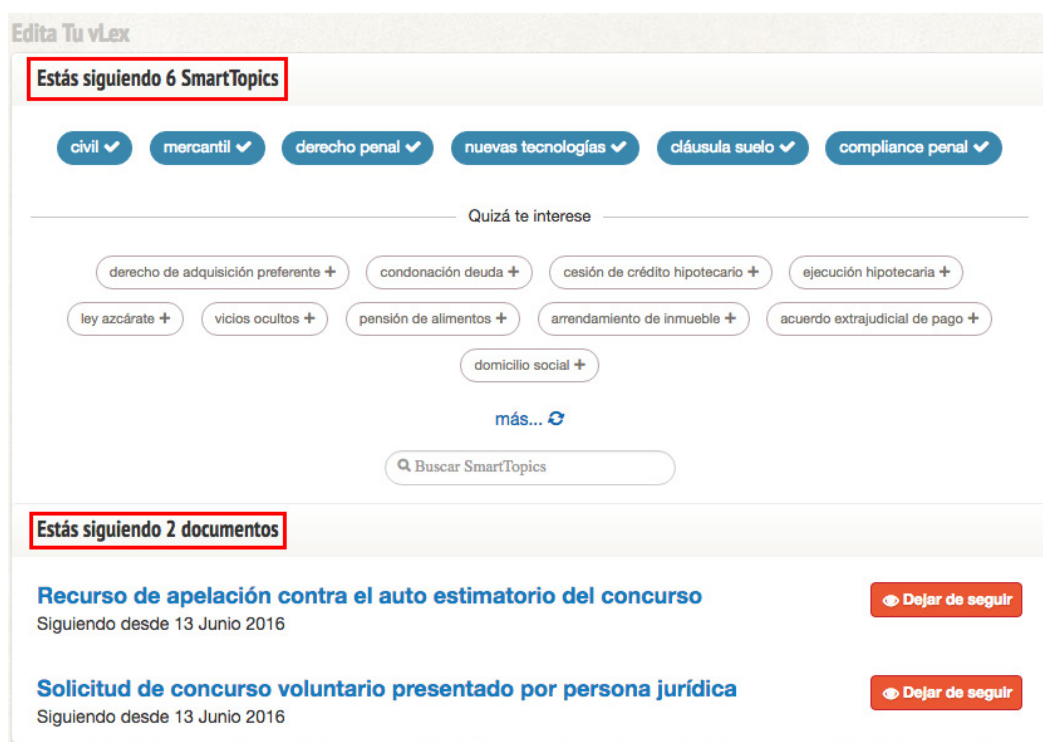 Edita Tu vLex
Estás siguiendo 6 SmartTopics
civil mercantil derecho penal nuevas tecnologías cláusula suelo compliance penal
Quizá te interese
derecho de adquisición preferente + condonación deuda + cesión de crédito hipotecario + ejecución hipotecaria +
ley azcárate + vicios ocultos + pensión de alimentos + arrendamiento de inmueble + acuerdo extrajudicial de pago +
domicilio social +
más...
Buscar SmartTopics
Estás siguiendo 2 documentos
Recurso de apelación contra el auto estimatorio del concurso
Dejar de seguir
Siguiendo desde 13 Junio 2016
Solicitud de concurso voluntario presentado por persona jurídica
Dejar de seguir
Siguiendo desde 13 Junio 2016